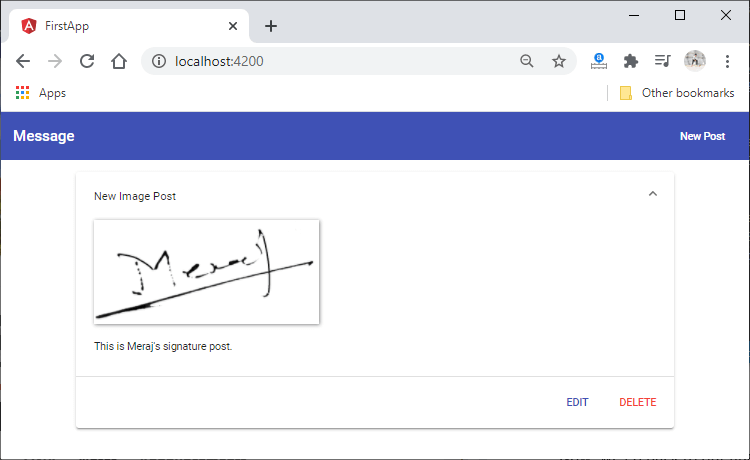 FirstApp
localhost:4200
Apps
Other bookmarks
Message
New Post
New Image Post
Meraj
This is Meraj's signature post.
EDIT
DELETE